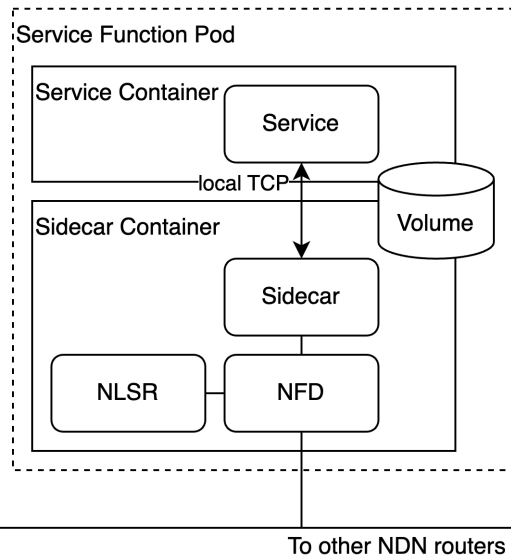 Service Function Pod
Service Container
Service
local TCP
Volume
Sidecar Container
Sidecar
NLSR
NFD
To other NDN routers